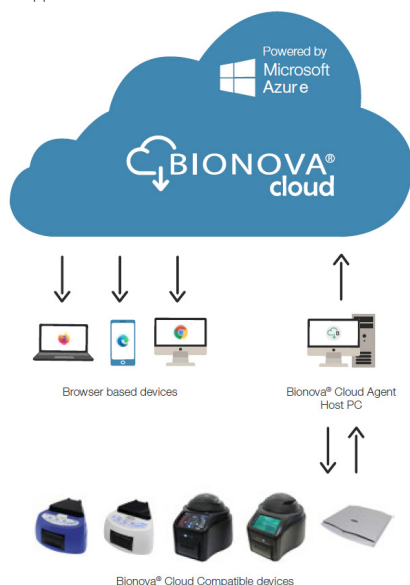 Powered by
Microsoft
Azure
BIONOVA®
cloud
Browser based devices
Bionova® Cloud Agent
Host PC
Bionova® Cloud Compatible devices